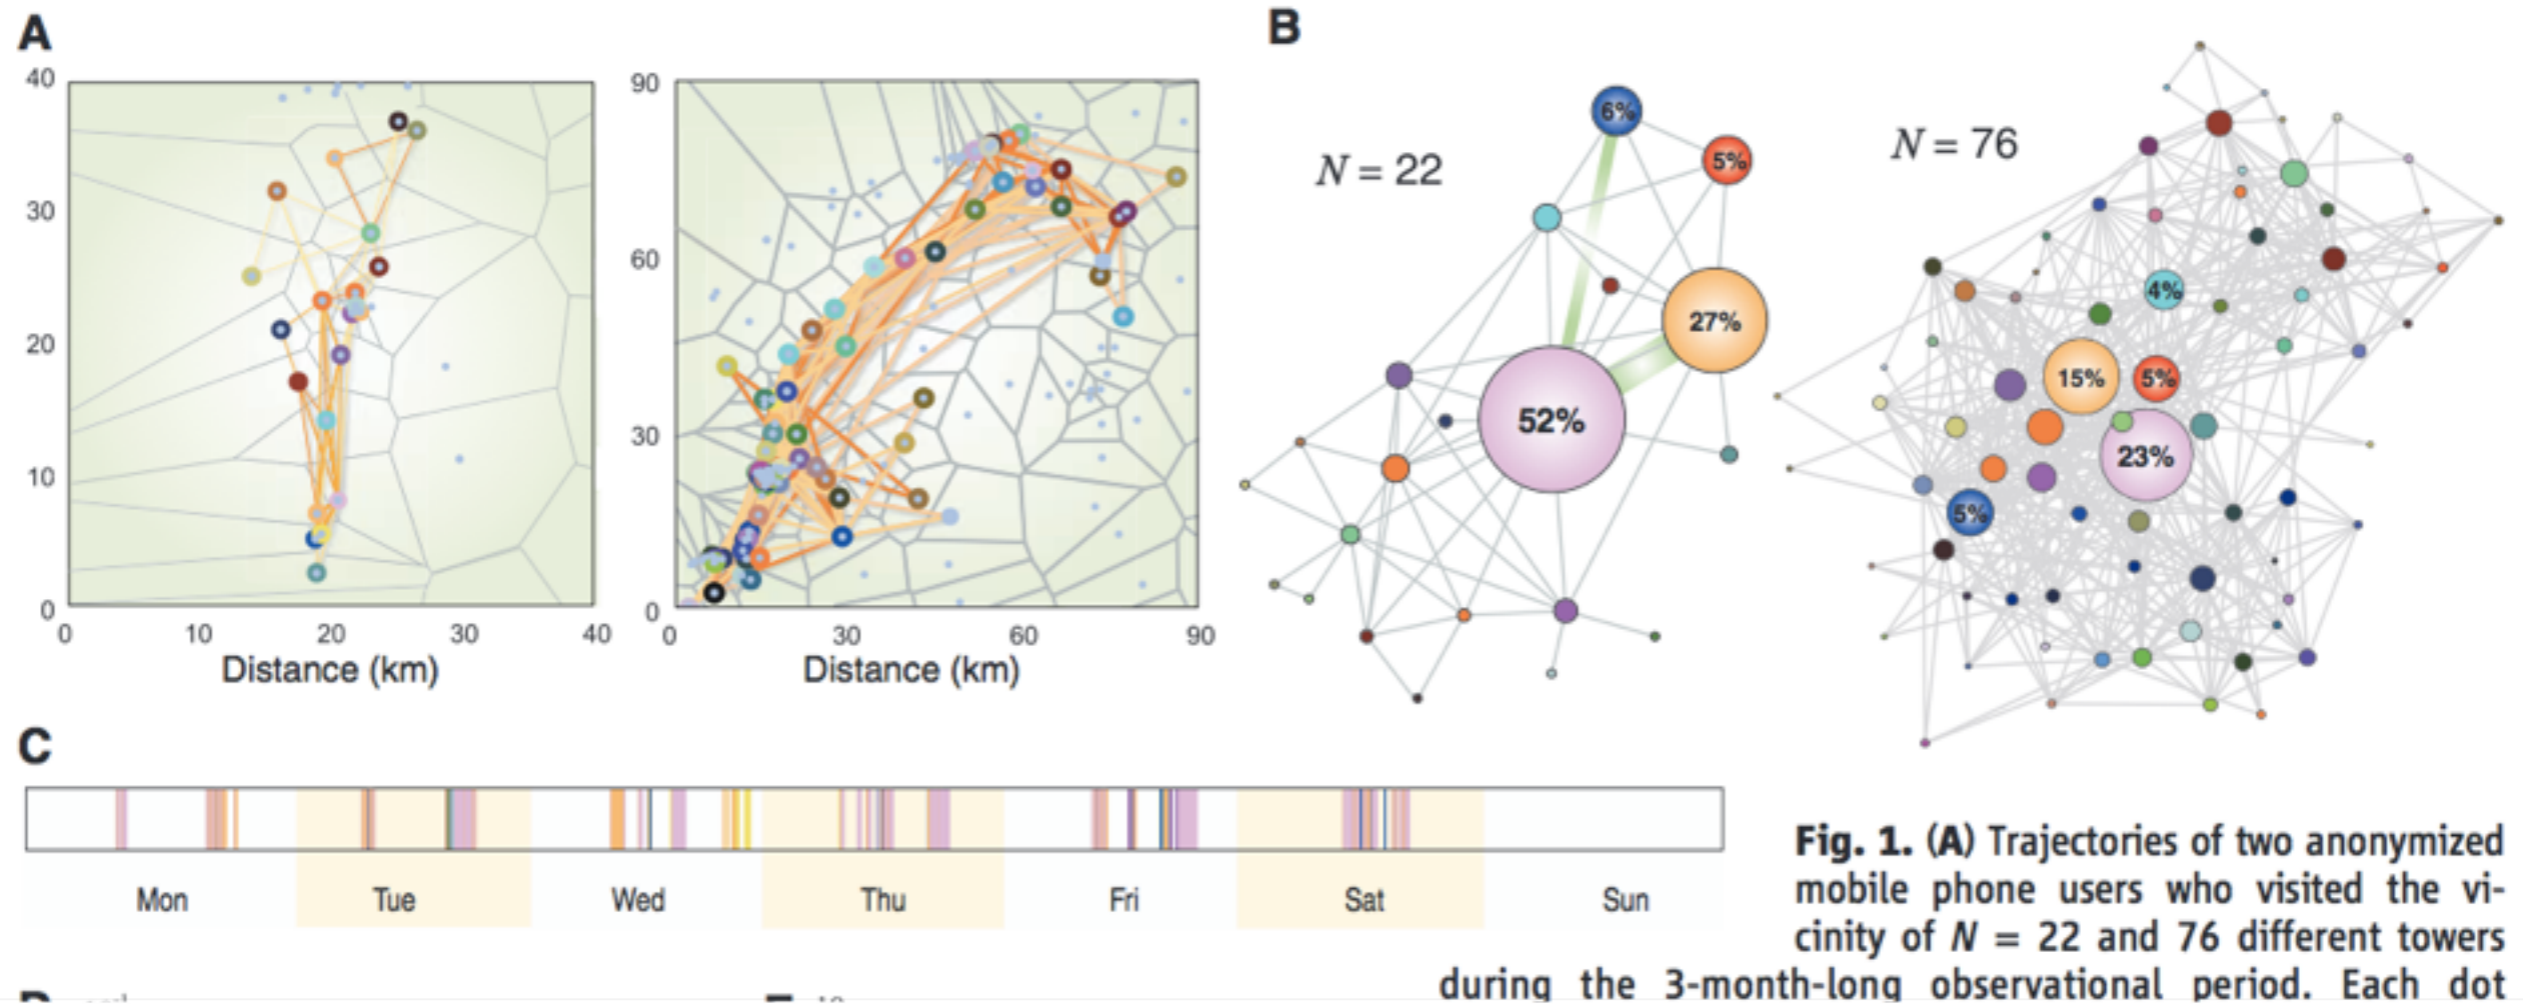 A
40
30
20
10
0
0 10 20 30 40
Distance (km)
90
60
30
0
0 30 60 90
Distance (km)
B
N = 22
6%
5%
27%
52%
N = 76
4%
15%
5%
23%
5%
C
Mon Tue Wed Thu Fri Sat Sun
Fig. 1. (A) Trajectories of two anonymized
mobile phone users who visited the vi-
cinity of N = 22 and 76 different towers
during the 3-month-long observational period. Each dot